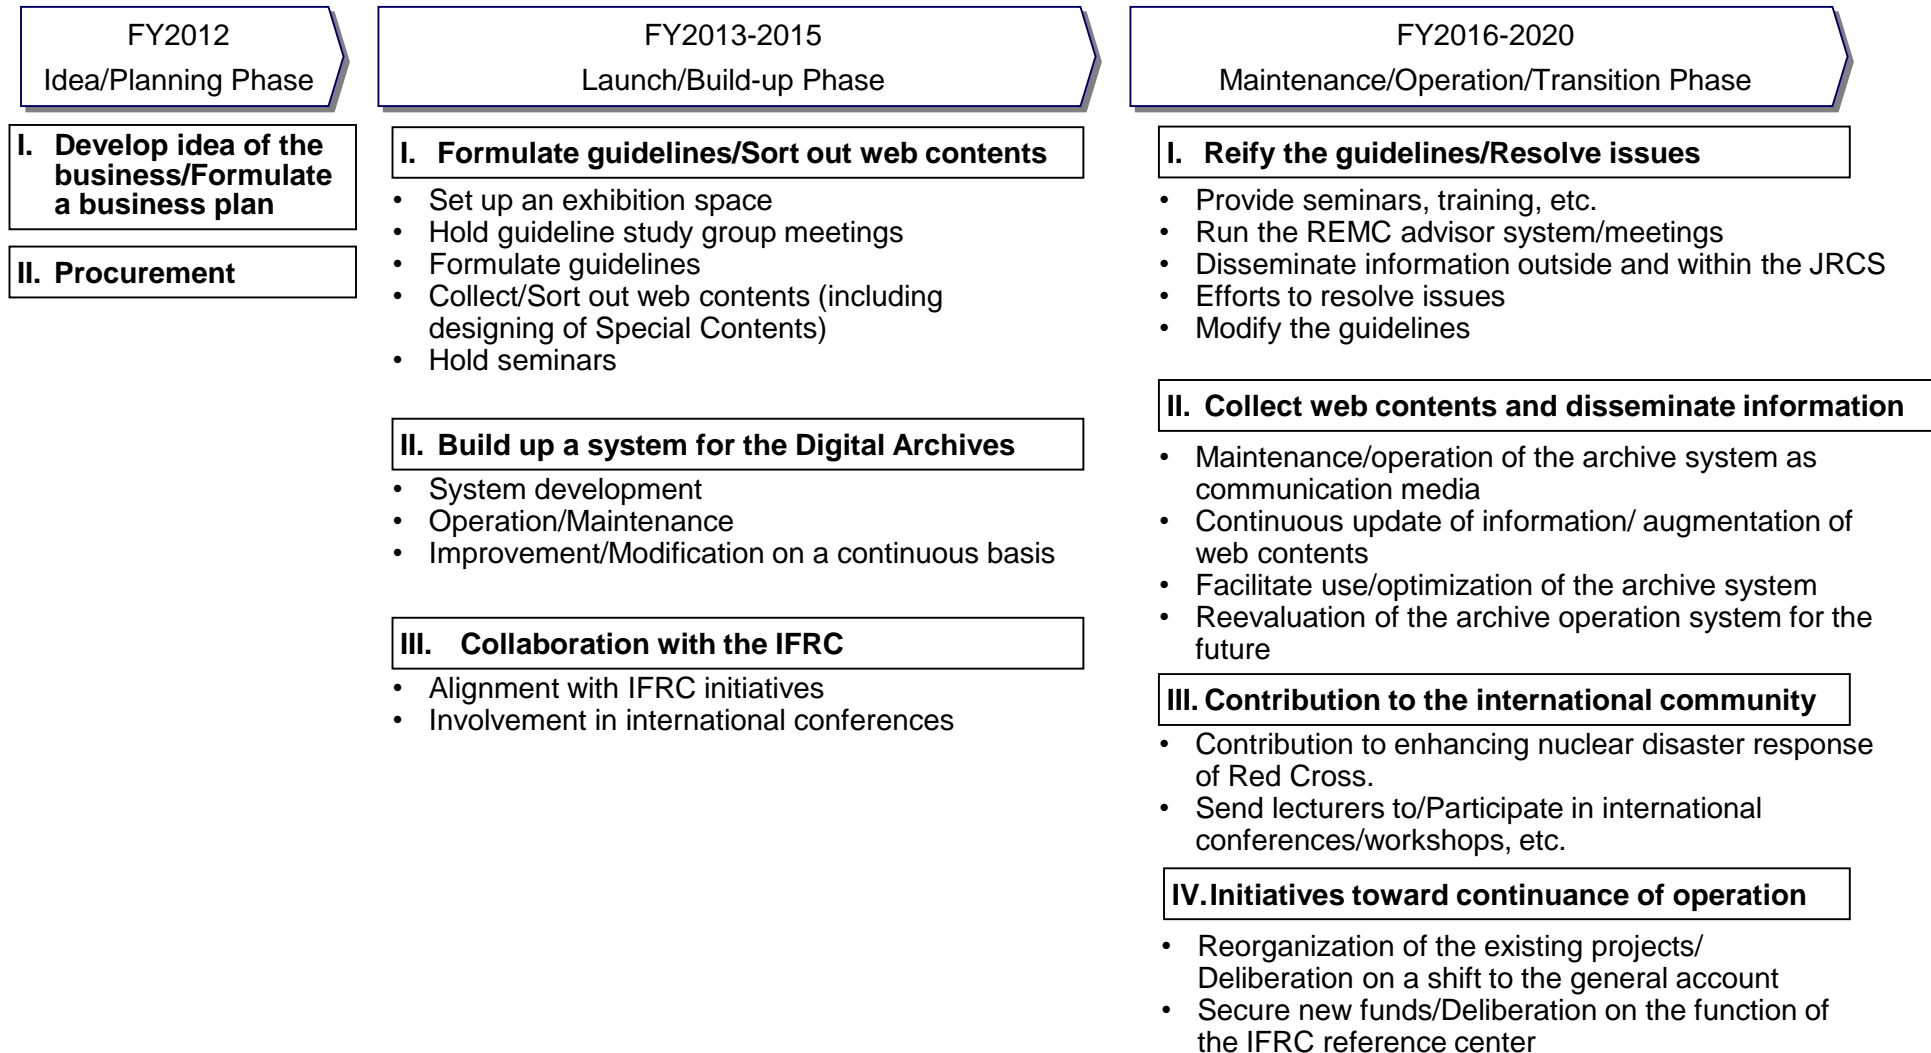 FY2012
Idea/Planning Phase
I. Develop idea of the
business/Formulate
a business plan
II. Procurement
FY2013-2015
Launch/Build-up Phase
I. Formulate guidelines/Sort out web contents
• Set up an exhibition space
• Hold guideline study group meetings
• Formulate guidelines
• Collect/Sort out web contents (including
designing of Special Contents)
• Hold seminars
II. Build up a system for the Digital Archives
• System development
• Operation/Maintenance
• Improvement/Modification on a continuous basis
III. Collaboration with the IFRC
• Alignment with IFRC initiatives
• Involvement in international conferences
FY2016-2020
Maintenance/Operation/Transition Phase
I. Reify the guidelines/Resolve issues
• Provide seminars, training, etc.
• Run the REMC advisor system/meetings
• Disseminate information outside and within the JRCS
• Efforts to resolve issues
• Modify the guidelines
II. Collect web contents and disseminate information
• Maintenance/operation of the archive system as
communication media
• Continuous update of information/ augmentation of
web contents
• Facilitate use/optimization of the archive system
• Reevaluation of the archive operation system for the
future
III. Contribution to the international community
• Contribution to enhancing nuclear disaster response
of Red Cross.
• Send lecturers to/Participate in international
conferences/workshops, etc.
IV.Initiatives toward continuance of operation
• Reorganization of the existing projects/
Deliberation on a shift to the general account
• Secure new funds/Deliberation on the function of
the IFRC reference center